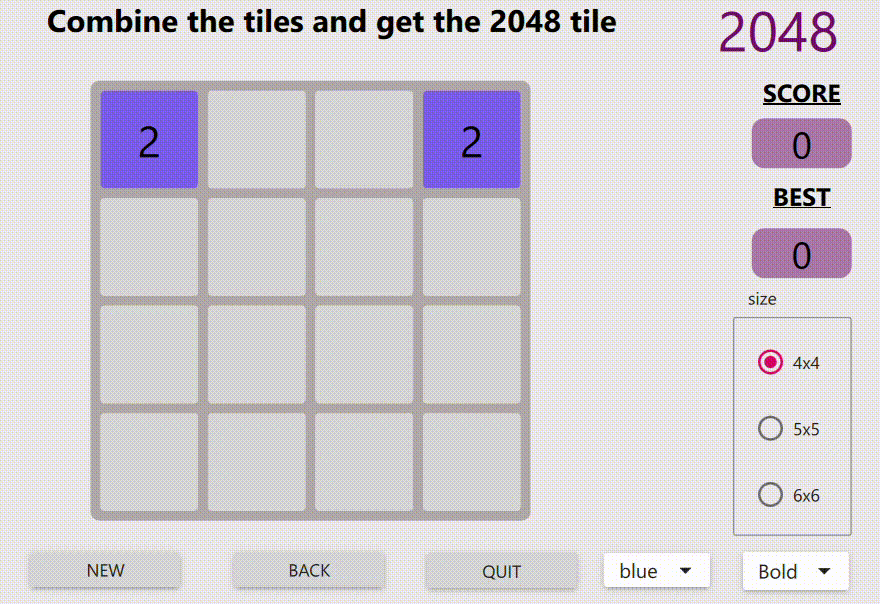 Combine the tiles and get the 2048 tile
2048
SCORE
0
BEST
0
size
4x4
5x5
6x6
2 2
NEW BACK QUIT blue Bold